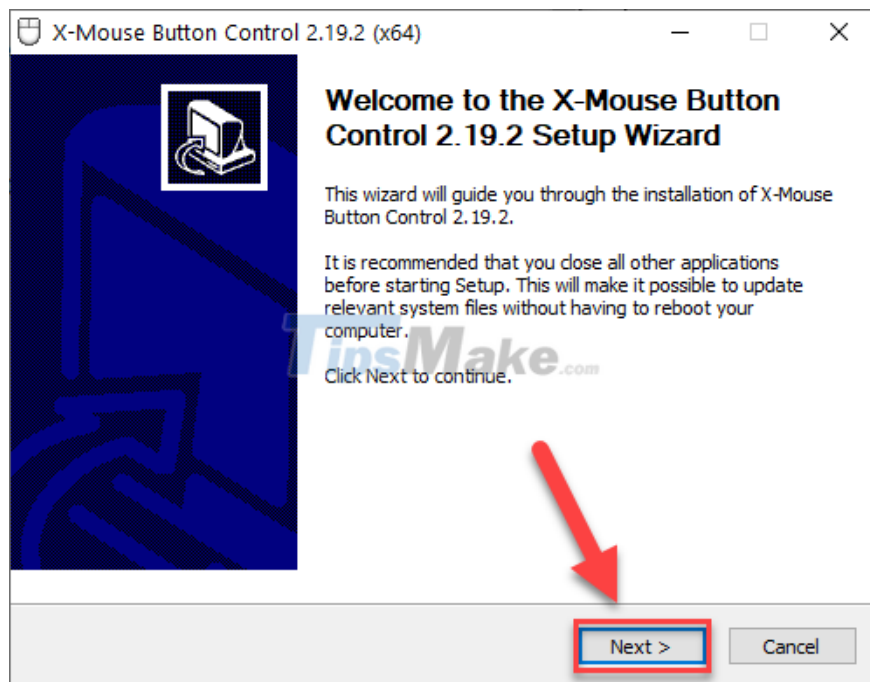 X-Mouse Button Control 2.19.2 (x64)
Welcome to the X-Mouse Button
Control 2.19.2 Setup Wizard
This wizard will guide you through the installation of X-Mouse
Button Control 2.19.2.
It is recommended that you close all other applications
before starting Setup. This will make it possible to update
relevant system files without having to reboot your
computer.
TipsMake.com
Click Next to continue.
Next >
Cancel